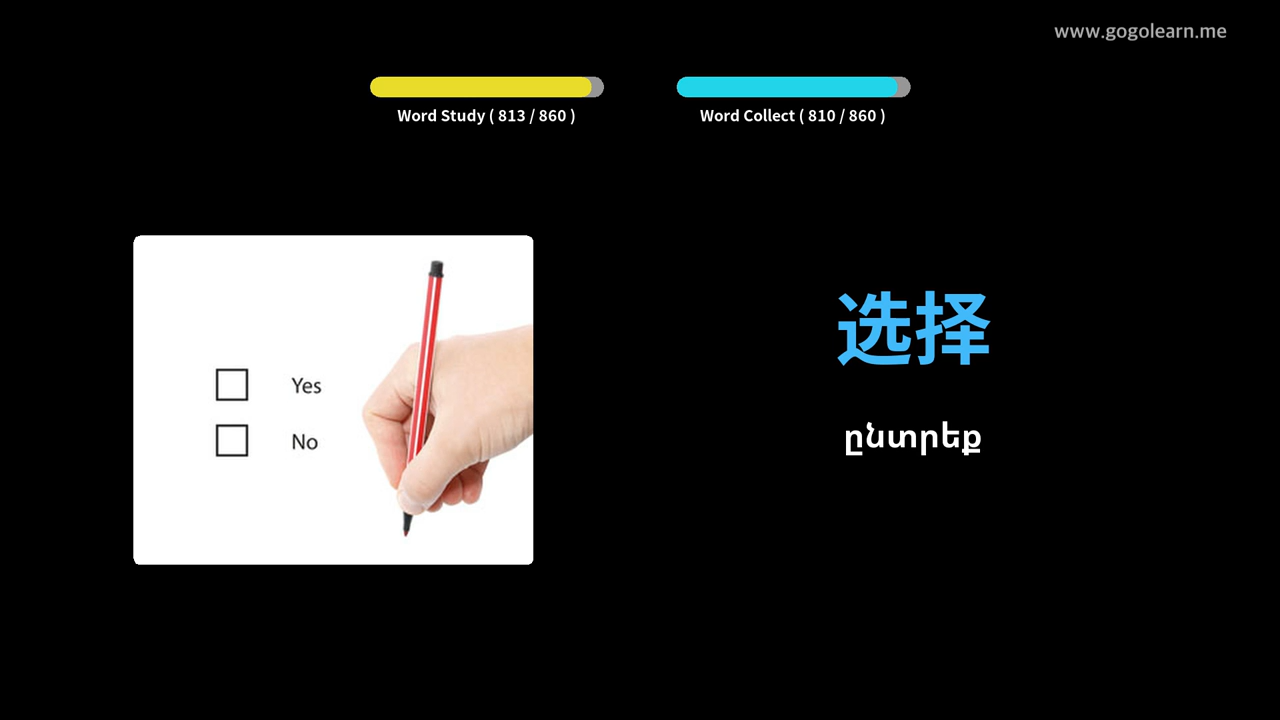 www.gogolearn.me
Word Study ( 813 / 860 )
Word Collect ( 810 / 860 )
Yes
No
选择
ընտրեք